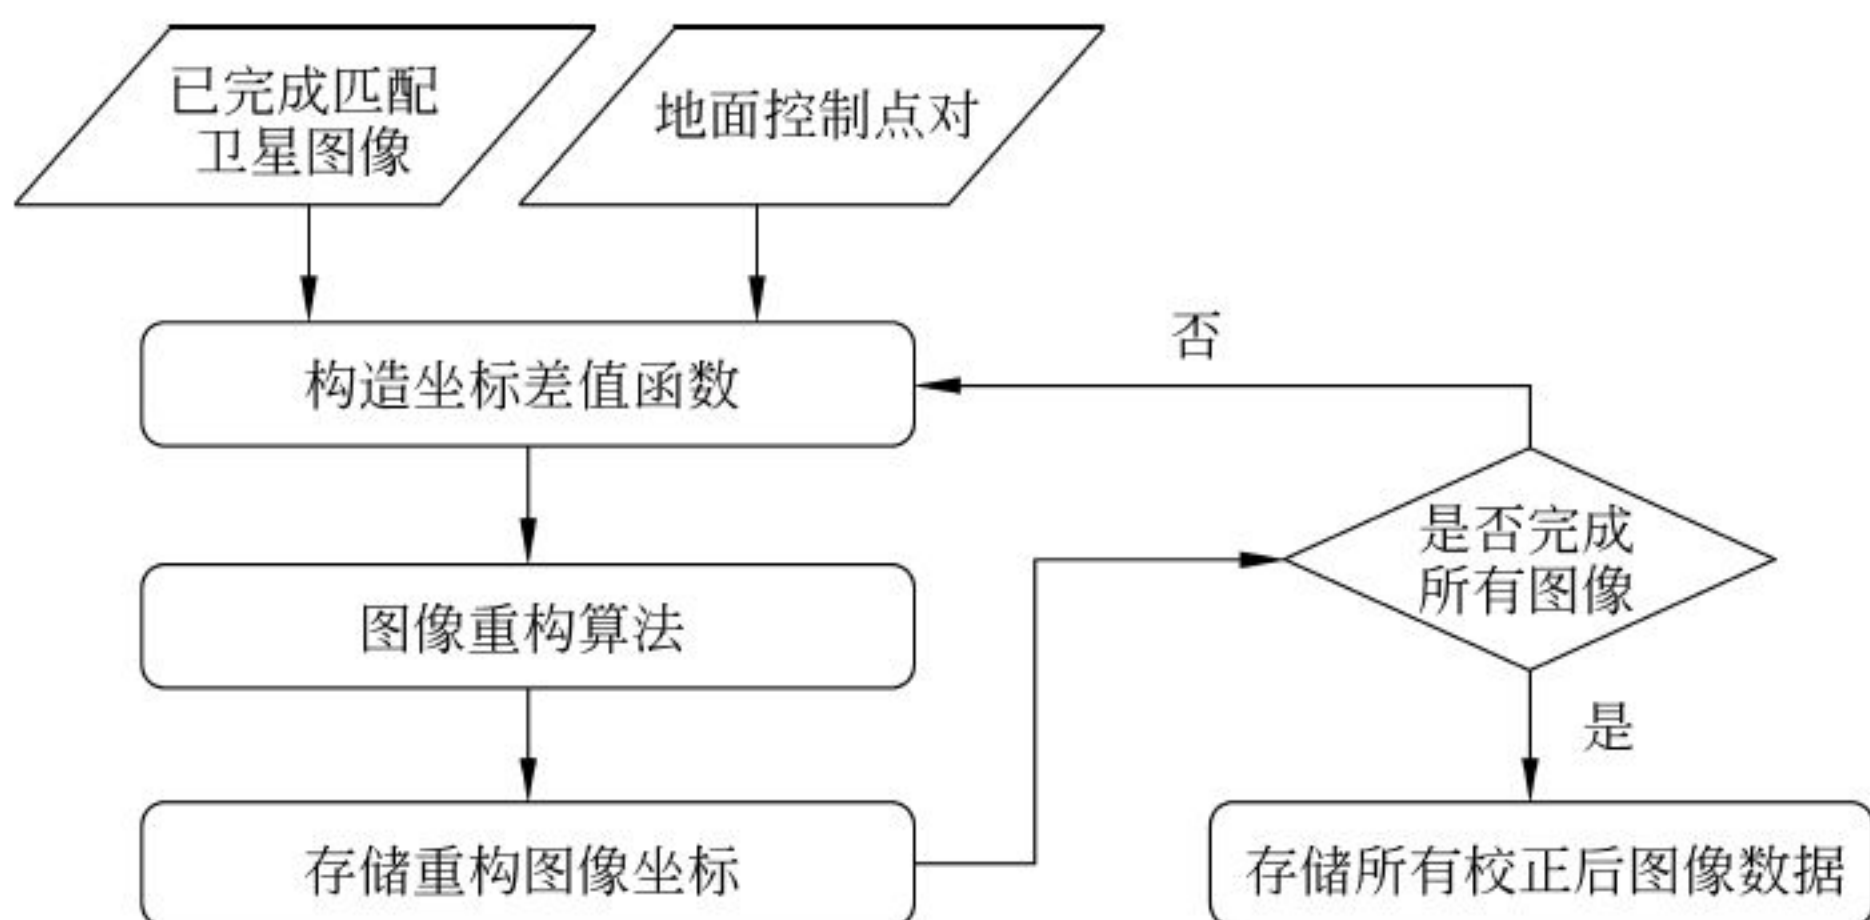 已完成匹配
卫星图像
地面控制点对
构造坐标差值函数
否
图像重构算法
是否完成
所有图像
是
存储重构图像坐标
存储所有校正后图像数据